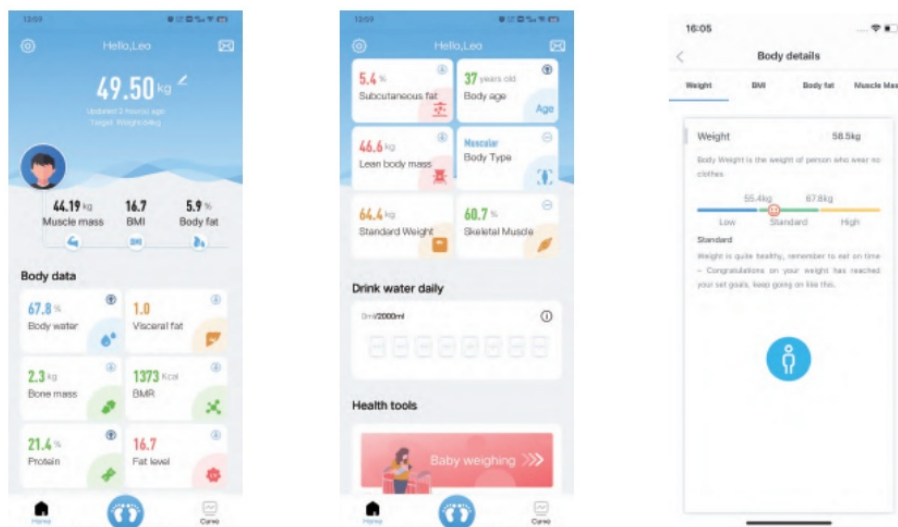 12:03
Hello,Leo
49.50 kg
Updated 2 hours ago
Target Weight 64kg
44.19 kg 16.7 5.9 %
Muscle mass BMI Body fat
BMI
Body data
67.8 % 1.0
Body water Visceral fat
2.3 kg 1373 Kcal
Bone mass BMR
21.4 % 16.7
Protein Fat level
Home Curve
12:03
Hello,Leo
5.4 % 37 years old
Subcutaneous fat Body age
Age
46.6 kg Muscular
Lean body mass Body Type
64.4 kg 60.7 %
Standard Weight Skeletal Muscle
Drink water daily
0ml/2000ml
Health tools
Baby weighing >>>
Home Curve
16:05
Body details
Weight BMI Body fat Muscle Mas
Weight 58.5kg
Body Weight is the weight of person who wear no
clothes.
55.4kg 67.8kg
Low Standard High
Standard
Weight is quite healthy, remember to eat on time
~ Congratulations on your weight has reached
your set goals, keep going on like this.